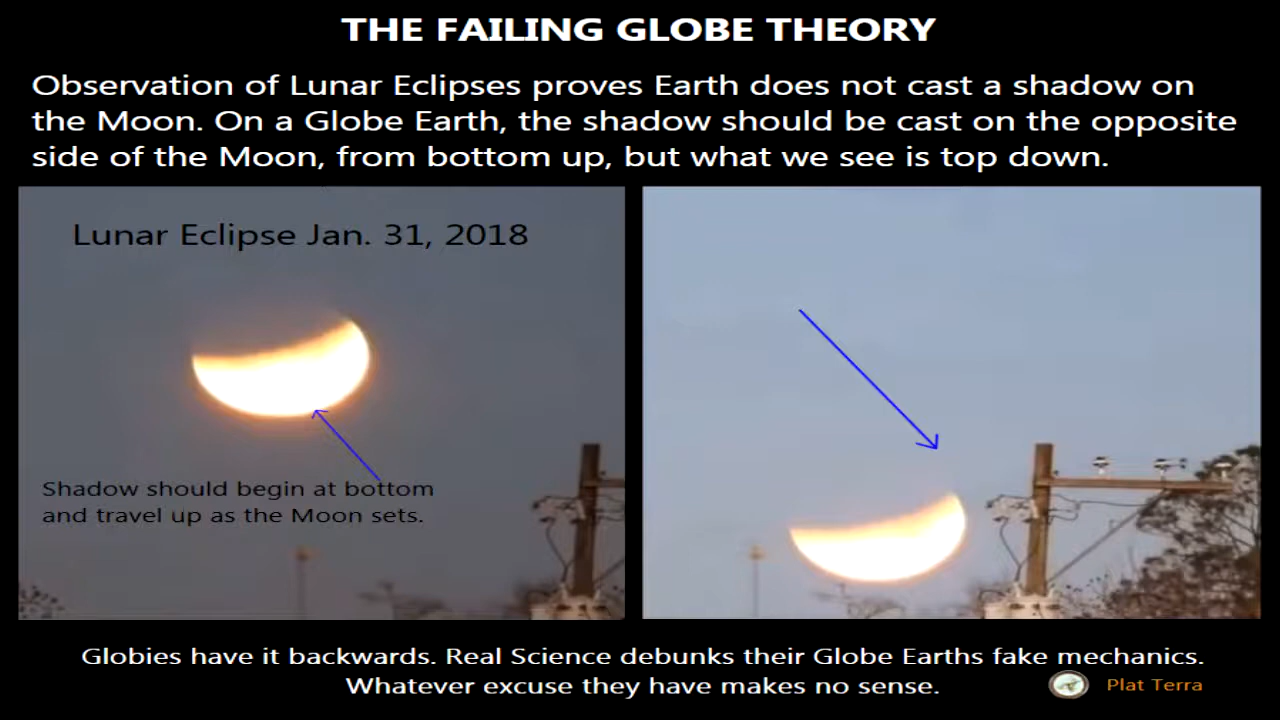 THE FAILING GLOBE THEORY
Observation of Lunar Eclipses proves Earth does not cast a shadow on
the Moon. On a Globe Earth, the shadow should be cast on the opposite
side of the Moon, from bottom up, but what we see is top down.
Lunar Eclipse Jan. 31, 2018
Shadow should begin at bottom
and travel up as the Moon sets.
Globies have it backwards. Real Science debunks their Globe Earths fake mechanics.
Whatever excuse they have makes no sense.
Plat Terra